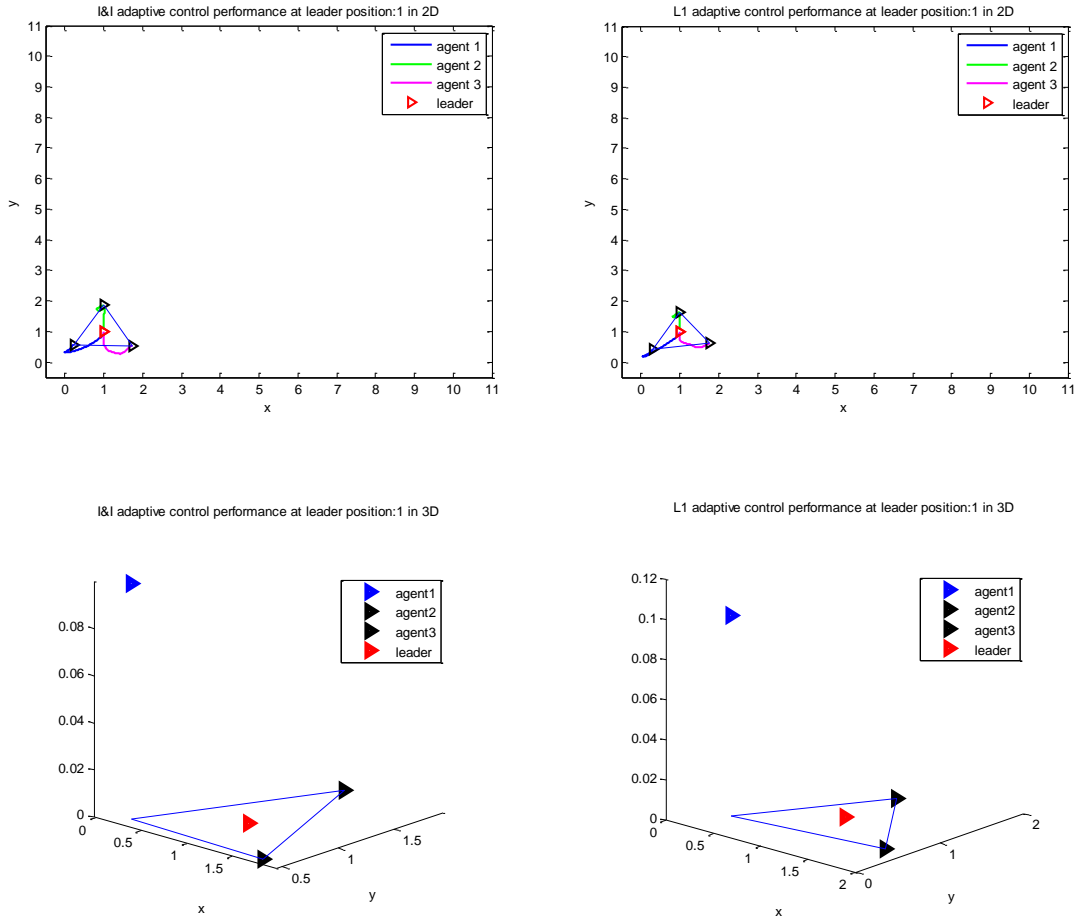 I&I adaptive control performance at leader position:1 in 2D
11
10
9
8
7
6
5
4
3
2
1
0
y
0 1 2 3 4 5 6 7 8 9 10 11
x
agent 1
agent 2
agent 3
leader
L1 adaptive control performance at leader position:1 in 2D
11
10
9
8
7
6
5
4
3
2
1
0
y
0 1 2 3 4 5 6 7 8 9 10 11
x
agent 1
agent 2
agent 3
leader
I&I adaptive control performance at leader position:1 in 3D
0.08
0.06
0.04
0.02
0
0 0.5 1 1.5
x
0.5 1 1.5
y
agent1
agent2
agent3
leader
L1 adaptive control performance at leader position:1 in 3D
0.12
0.1
0.08
0.06
0.04
0.02
0
0 0.5 1 1.5 2
x
0 1 2
y
agent1
agent2
agent3
leader